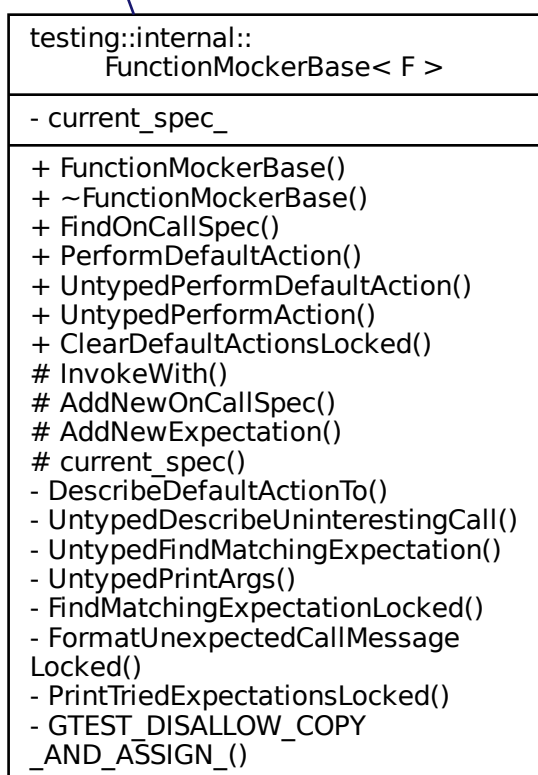 testing::internal::
FunctionMockerBase< F >
- current_spec_
+ FunctionMockerBase()
+ ~FunctionMockerBase()
+ FindOnCallSpec()
+ PerformDefaultAction()
+ UntypedPerformDefaultAction()
+ UntypedPerformAction()
+ ClearDefaultActionsLocked()
# InvokeWith()
# AddNewOnCallSpec()
# AddNewExpectation()
# current_spec()
- DescribeDefaultActionTo()
- UntypedDescribeUninterestingCall()
- UntypedFindMatchingExpectation()
- UntypedPrintArgs()
- FindMatchingExpectationLocked()
- FormatUnexpectedCallMessage
Locked()
- PrintTriedExpectationsLocked()
- GTEST_DISALLOW_COPY
_AND_ASSIGN_()